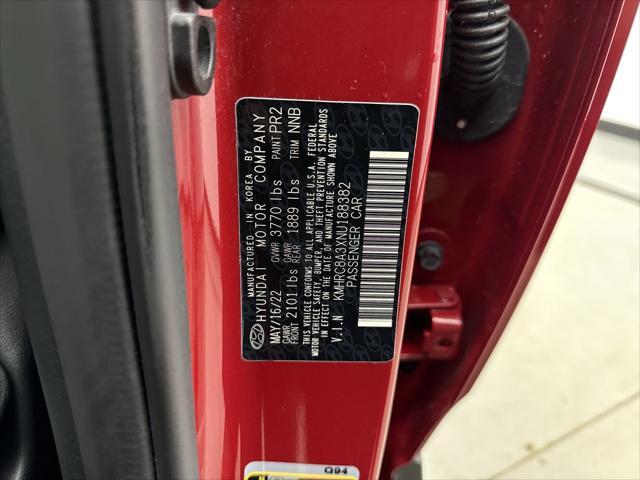 MANUFACTURED IN KOREA BY
HYUNDAI MOTOR COMPANY
MAY/16/22 GVWR 3770 lbs PAINT PR2
GAWR FRONT 2101 lbs GAWR REAR 1889 lbs TRIM NNB
THIS VEHICLE CONFORMS TO ALL APPLICABLE U.S.A. FEDERAL
MOTOR VEHICLE SAFETY, BUMPER, AND THEFT PREVENTION STANDARDS
IN EFFECT ON THE DATE OF MANUFACTURE SHOWN ABOVE
V.I.N KMHRC8A3XNU188382
PASSENGER CAR
Q94